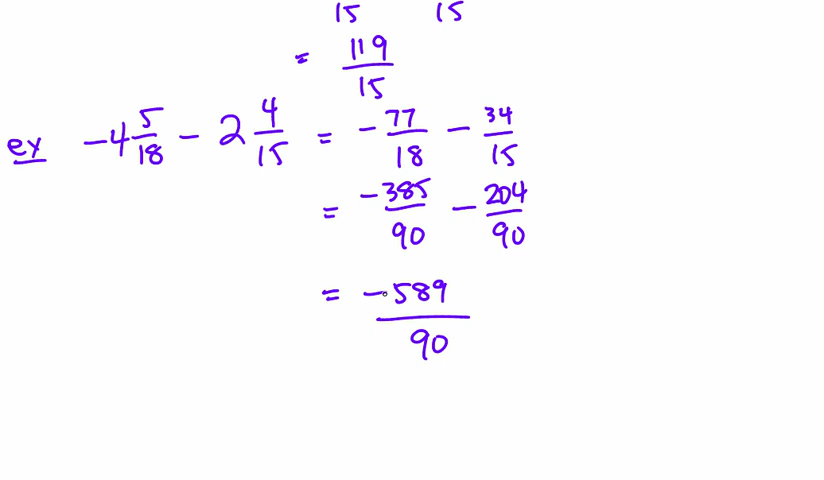 15 15
= 119/15
ex -4 5/18 - 2 4/15 = -77/18 - 34/15
= -385/90 - 204/90
= -589/90